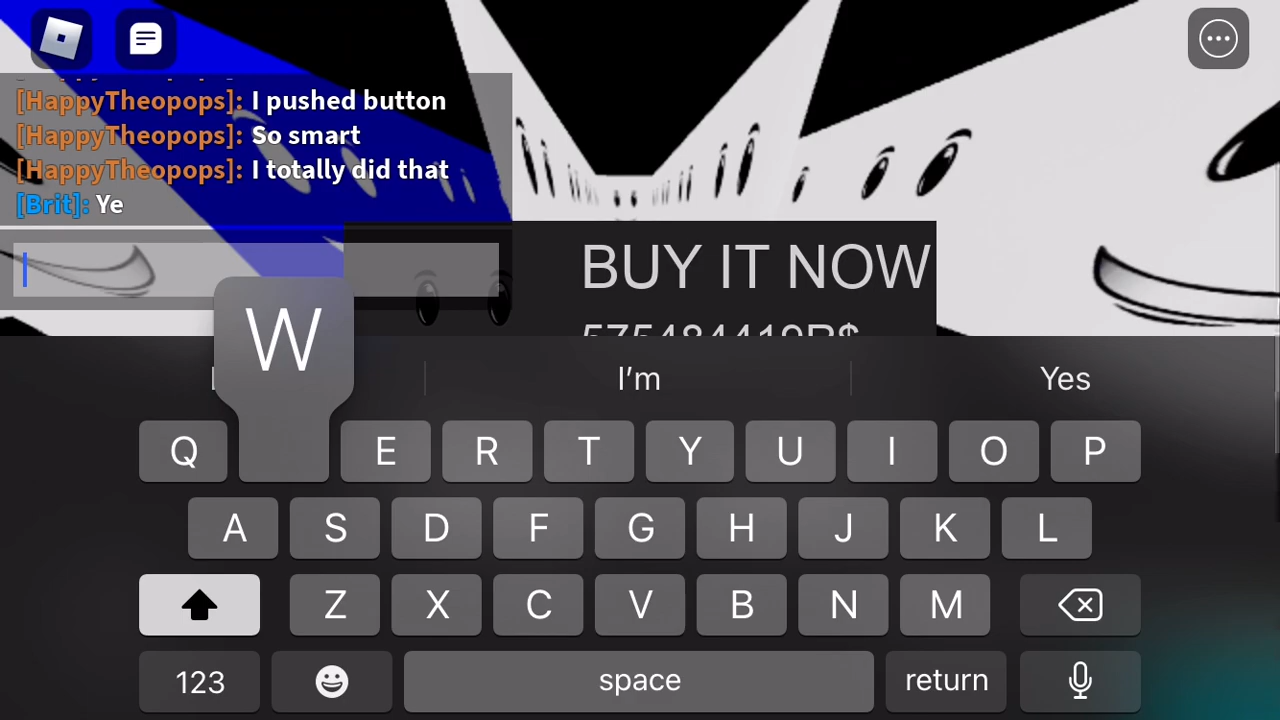 [HappyTheopops]: I pushed button
[HappyTheopops]: So smart
[HappyTheopops]: I totally did that
[Brit]: Ye
BUY IT NOW
575484419R$
W
I'm
Yes
Q
E
R
T
Y
U
I
O
P
A
S
D
F
G
H
J
K
L
Z
X
C
V
B
N
M
123
space
return